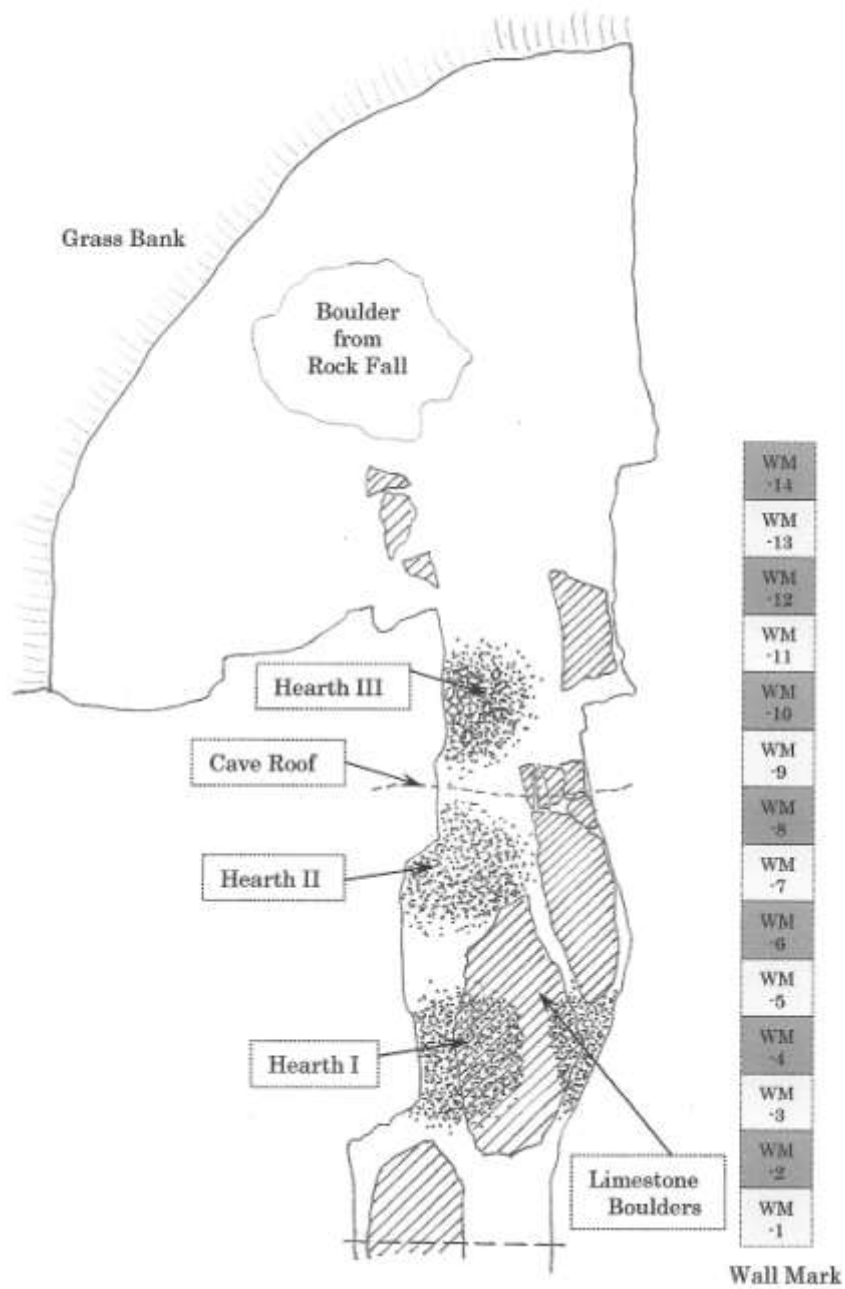 Grass Bank
Boulder
from
Rock Fall
WM
-14
WM
-13
WM
-12
WM
-11
Hearth III
WM
-10
Cave Roof
WM
-9
WM
-8
Hearth II
WM
-7
WM
-6
WM
-5
Hearth I
WM
-4
WM
-3
WM
-2
Limestone
Boulders
WM
-1
Wall Mark